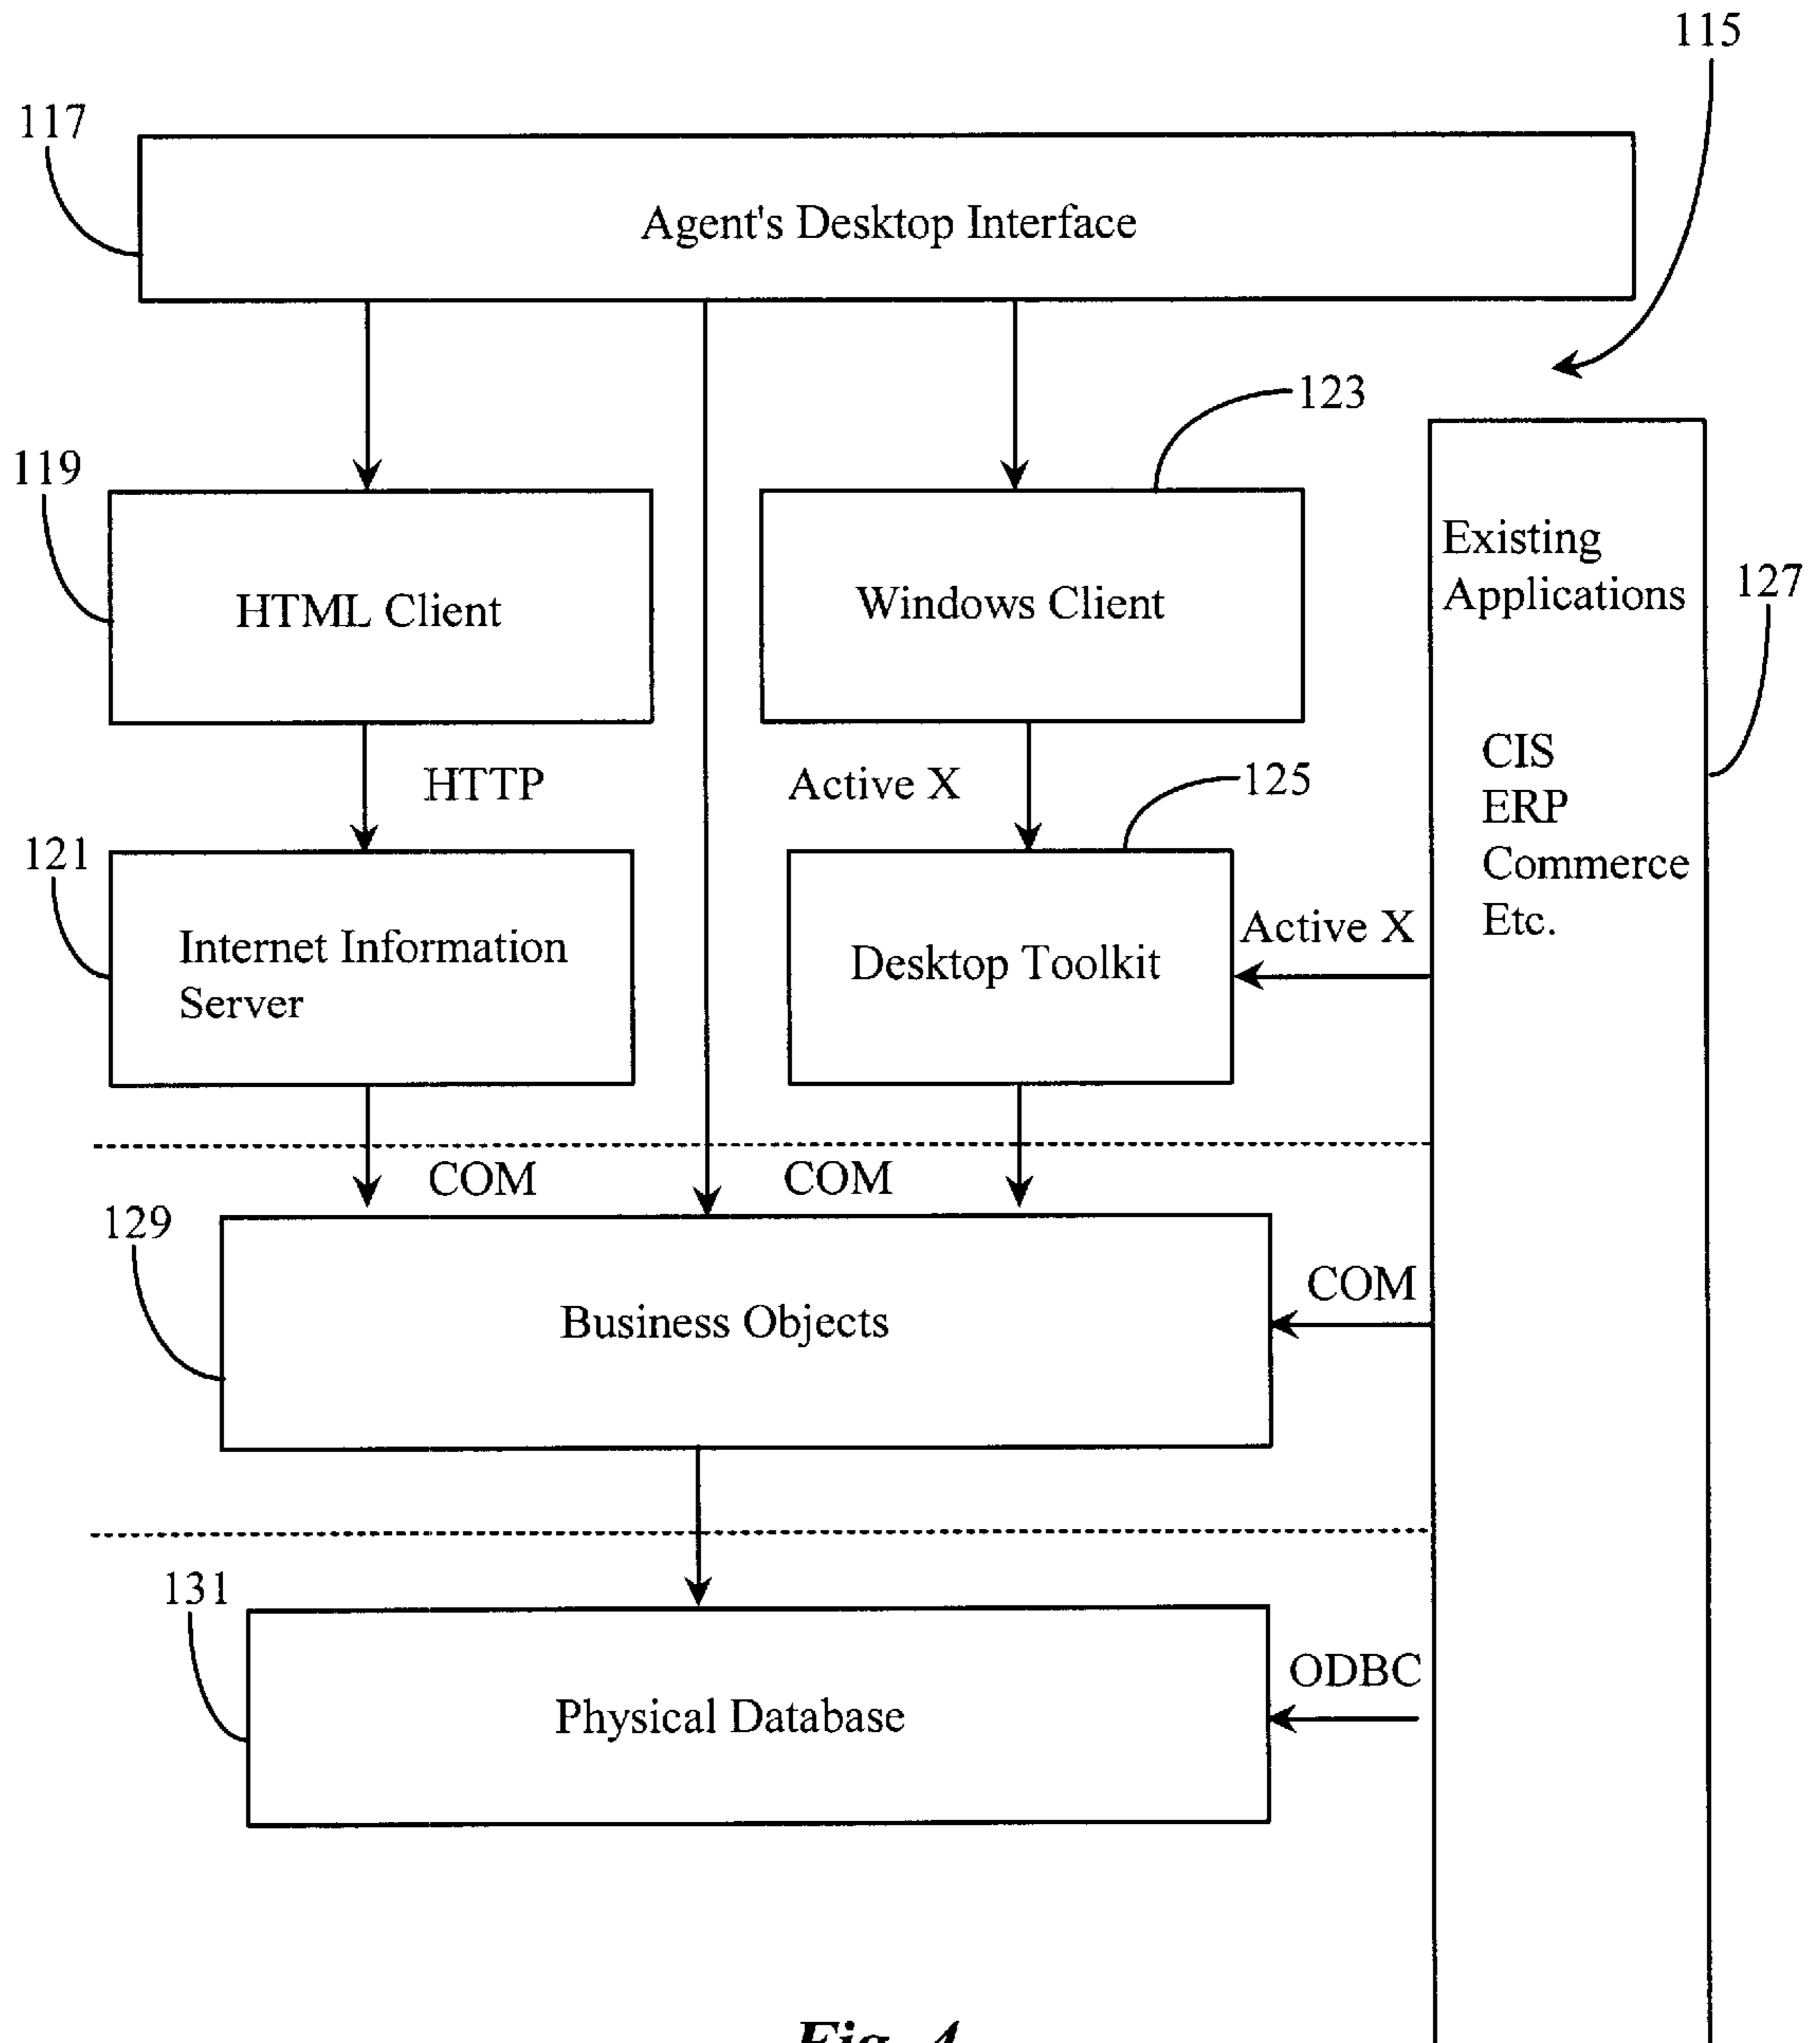 115
117
Agent's Desktop Interface
123
119
HTML Client
Windows Client
Existing
Applications
127
CIS
ERP
Commerce
Etc.
HTTP
Active X
125
121
Internet Information
Server
Desktop Toolkit
Active X
COM
COM
129
Business Objects
COM
131
Physical Database
ODBC
Fig. 4